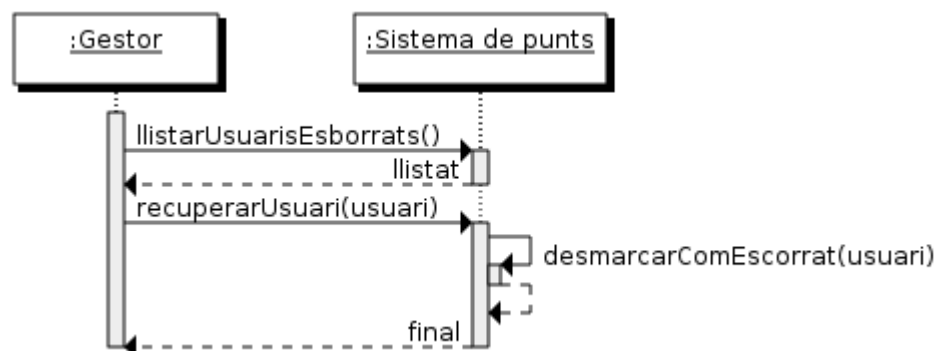 :Gestor
:Sistema de punts
llistarUsuarisEsborrats()
llistat
recuperarUsuari(usuari)
desmarcarComEscorrat(usuari)
final